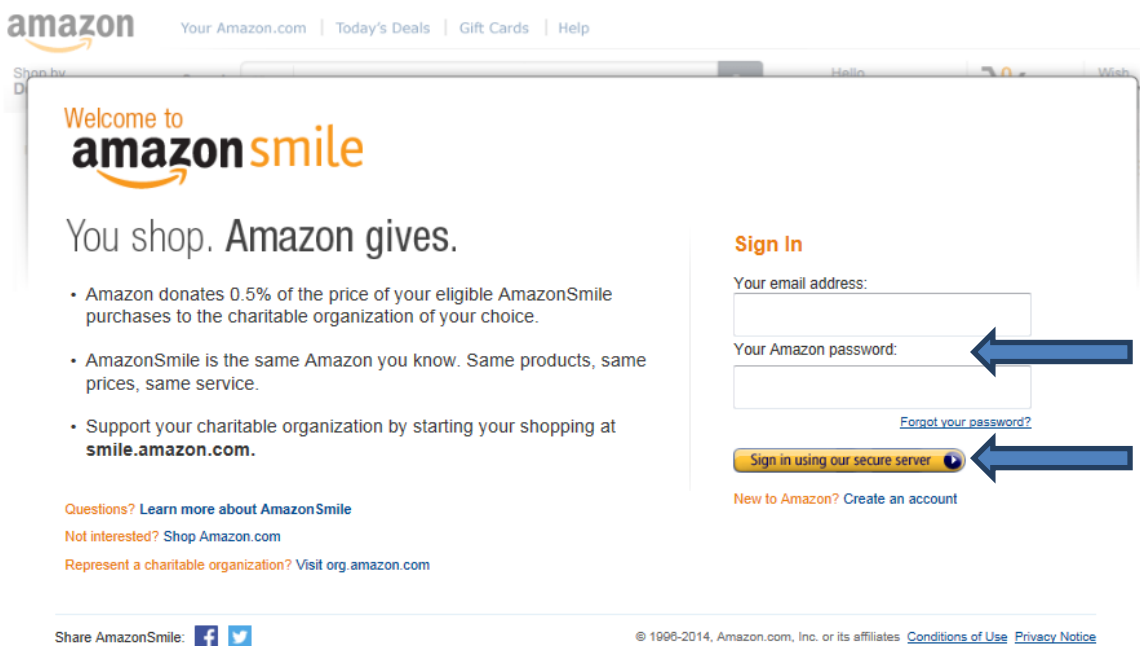 amazon
Your Amazon.com | Today's Deals | Gift Cards | Help
Shop by
Hello
Wish
Welcome to
amazonsmile
You shop. Amazon gives.
• Amazon donates 0.5% of the price of your eligible AmazonSmile
purchases to the charitable organization of your choice.
• AmazonSmile is the same Amazon you know. Same products, same
prices, same service.
• Support your charitable organization by starting your shopping at
smile.amazon.com.
Questions? Learn more about AmazonSmile
Not interested? Shop Amazon.com
Represent a charitable organization? Visit org.amazon.com
Sign In
Your email address:
Your Amazon password:
Forgot your password?
Sign in using our secure server
New to Amazon? Create an account
Share AmazonSmile:
© 1996-2014, Amazon.com, Inc. or its affiliates Conditions of Use Privacy Notice